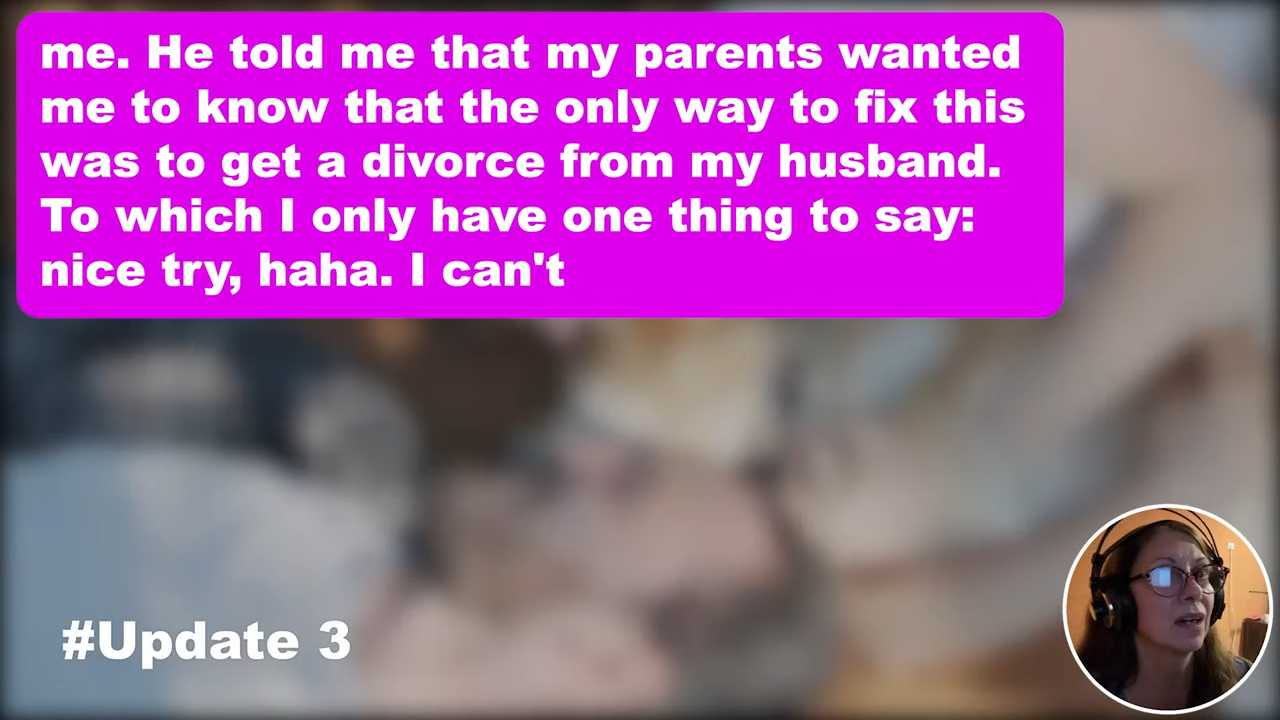 me. He told me that my parents wanted
me to know that the only way to fix this
was to get a divorce from my husband.
To which I only have one thing to say:
nice try, haha. I can't
#Update 3